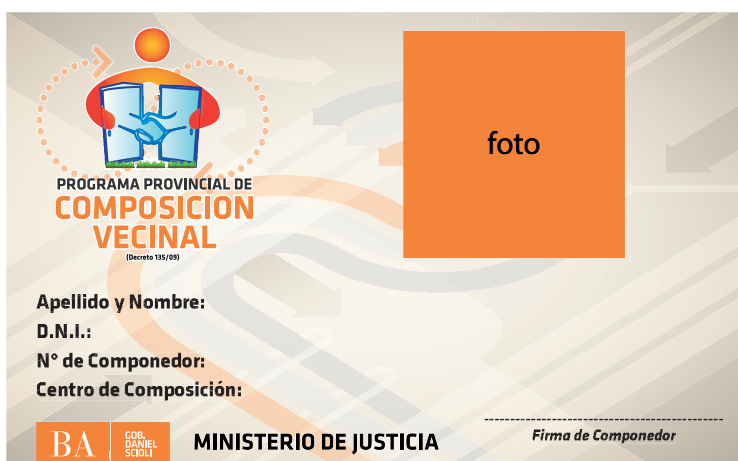 foto
PROGRAMA PROVINCIAL DE
COMPOSICION
VECINAL
(Decreto 135/09)
Apellido y Nombre:
D.N.I.:
N° de Componedor:
Centro de Composición:
BA
GOB.
DANIEL
SCIOLI
MINISTERIO DE JUSTICIA
Firma de Componedor